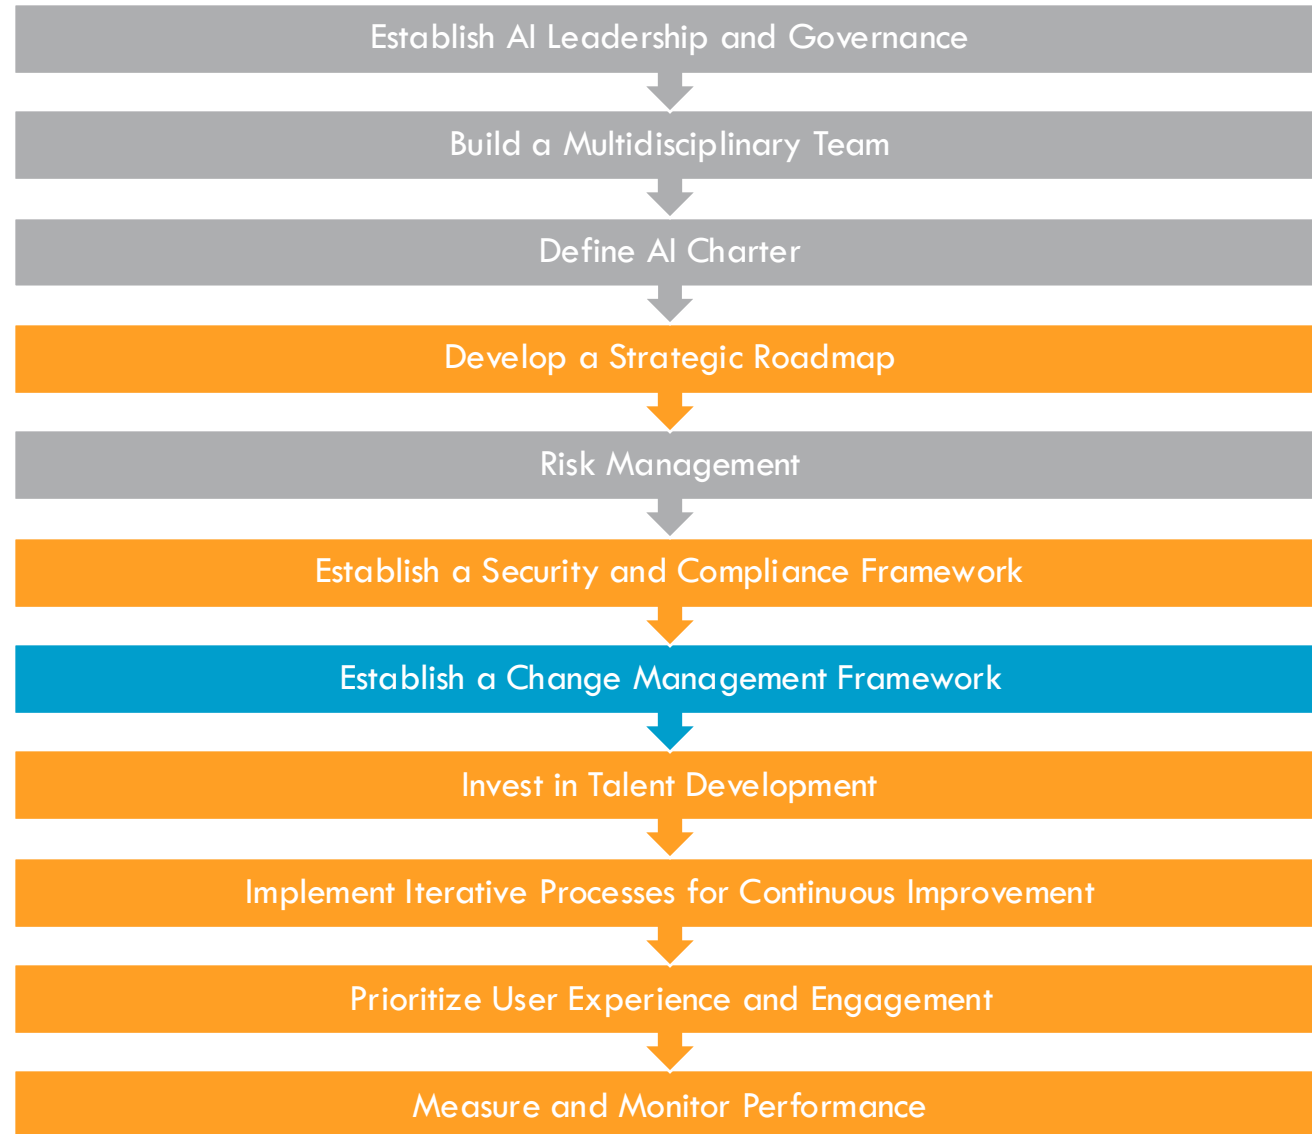 Establish AI Leadership and Governance
Build a Multidisciplinary Team
Define AI Charter
Develop a Strategic Roadmap
Risk Management
Establish a Security and Compliance Framework
Establish a Change Management Framework
Invest in Talent Development
Implement Iterative Processes for Continuous Improvement
Prioritize User Experience and Engagement
Measure and Monitor Performance